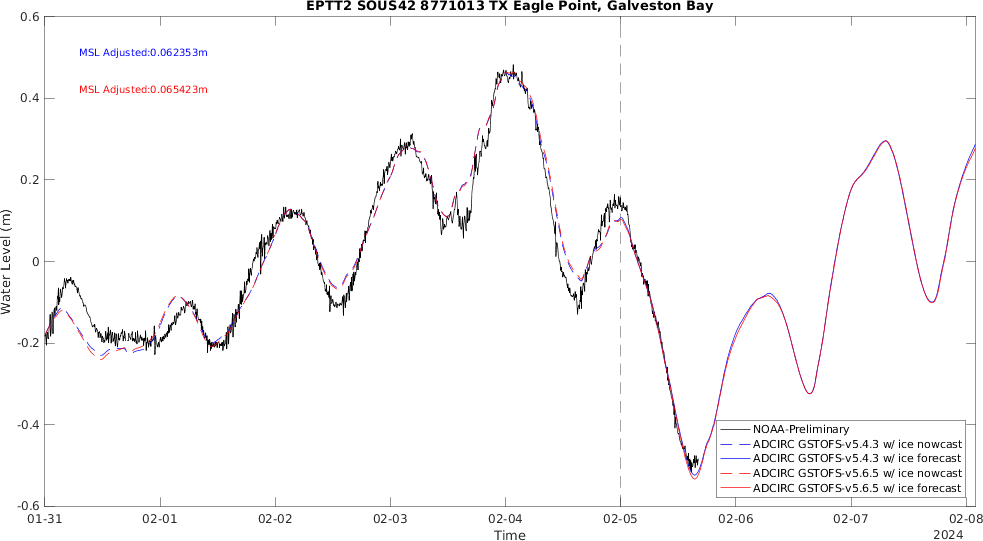 EPTT2 SOUS42 8771013 TX Eagle Point, Galveston Bay
0.6
MSL Adjusted:0.062353m
MSL Adjusted:0.065423m
0.4
0.2
0
-0.2
-0.4
-0.6
Water Level (m)
NOAA-Preliminary
ADCIRC GSTOFS-v5.4.3 w/ ice nowcast
ADCIRC GSTOFS-v5.4.3 w/ ice forecast
ADCIRC GSTOFS-v5.6.5 w/ ice nowcast
ADCIRC GSTOFS-v5.6.5 w/ ice forecast
01-31 02-01 02-02 02-03 02-04 02-05 02-06 02-07 02-08
Time
2024